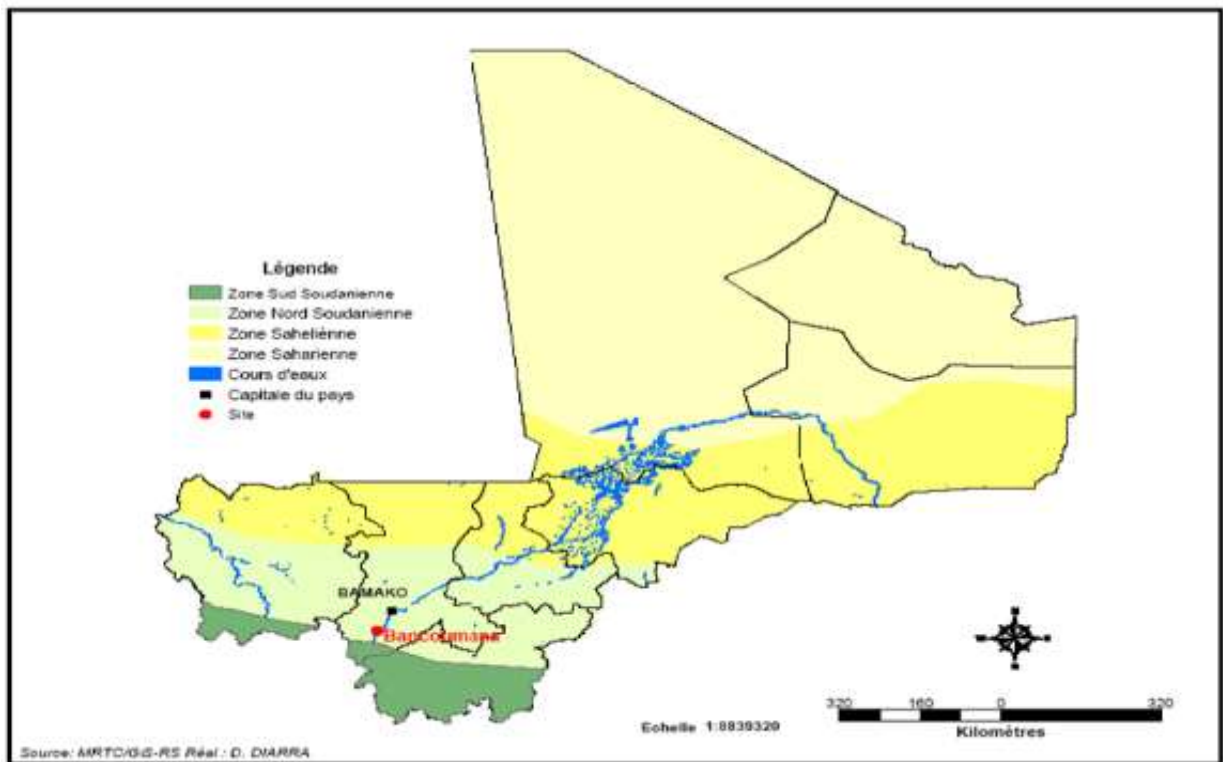 Légende
Zone Sud Soudanienne
Zone Nord Soudanienne
Zone Saheliènne
Zone Saharienne
Cours d'eaux
Capitale du pays
Site
BAMAKO
Bancoumana
320 160 0 320
Kilomètres
Echelle 1:8839320
Source: MRTC/GIS-RS Réal : D. DIARRA